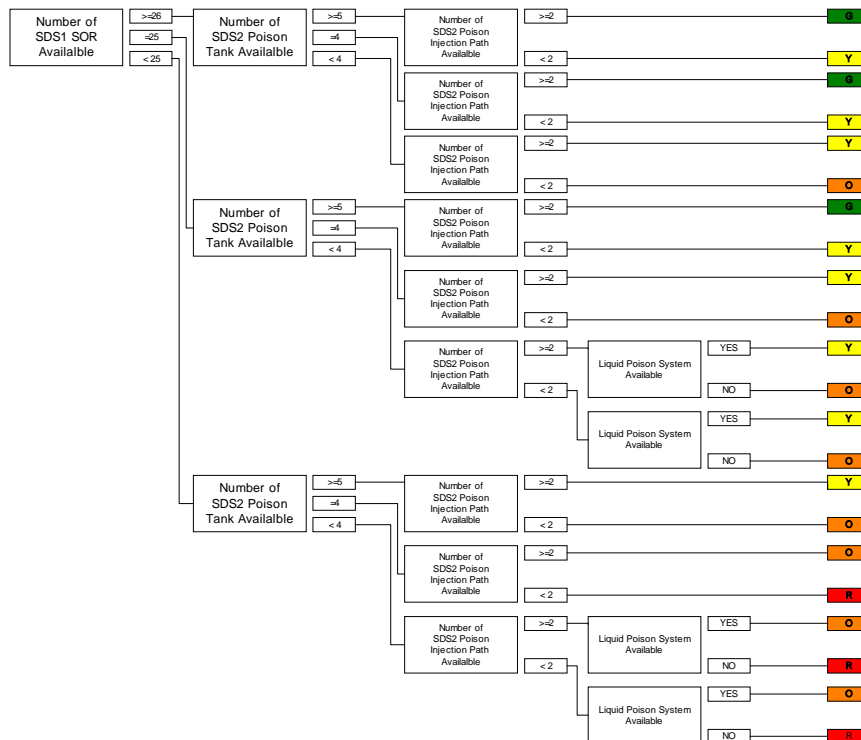 Number of
SDS1 SOR
Availalble
>=26
=25
< 25
Number of
SDS2 Poison
Tank Availalble
>=5
=4
< 4
Number of
SDS2 Poison
Injection Path
Availalble
>=2
G
< 2
Y
Number of
SDS2 Poison
Injection Path
Availalble
>=2
G
< 2
Y
Number of
SDS2 Poison
Injection Path
Availalble
>=2
Y
< 2
O
Number of
SDS2 Poison
Tank Availalble
>=5
=4
< 4
Number of
SDS2 Poison
Injection Path
Availalble
>=2
G
< 2
Y
Number of
SDS2 Poison
Injection Path
Availalble
>=2
Y
< 2
O
Number of
SDS2 Poison
Injection Path
Availalble
>=2
< 2
Liquid Poison System
Available
YES
Y
NO
O
Liquid Poison System
Available
YES
Y
NO
O
Number of
SDS2 Poison
Tank Availalble
>=5
=4
< 4
Number of
SDS2 Poison
Injection Path
Availalble
>=2
Y
< 2
O
Number of
SDS2 Poison
Injection Path
Availalble
>=2
O
< 2
R
Number of
SDS2 Poison
Injection Path
Availalble
>=2
< 2
Liquid Poison System
Available
YES
O
NO
R
Liquid Poison System
Available
YES
O
NO
R